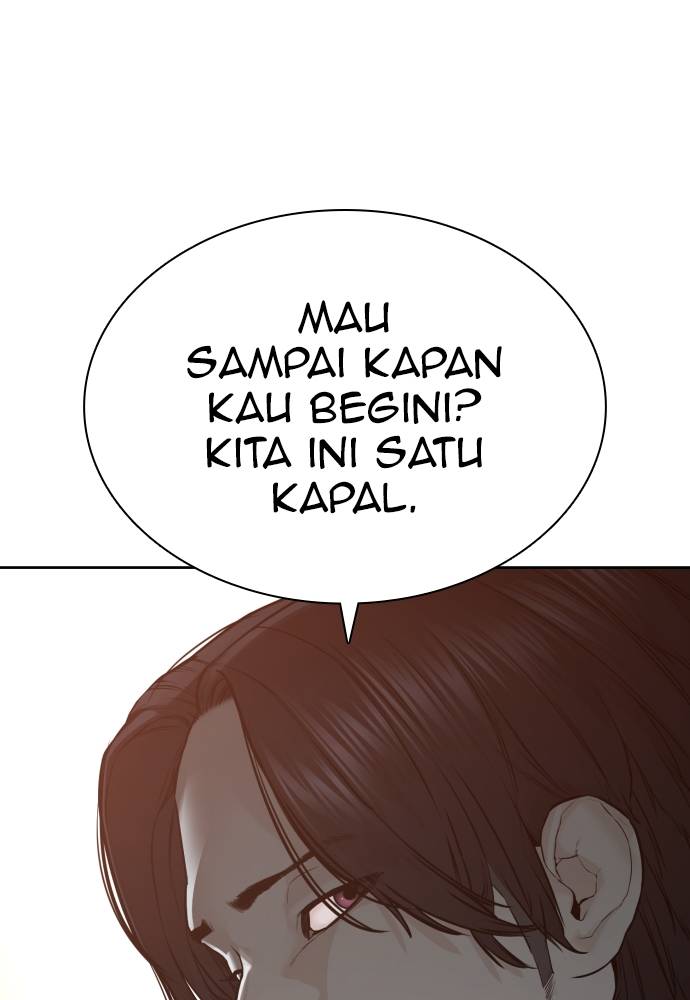 MAU
SAMPAI KAPAN
KAU BEGINI?
KITA INI SATU
KAPAL.